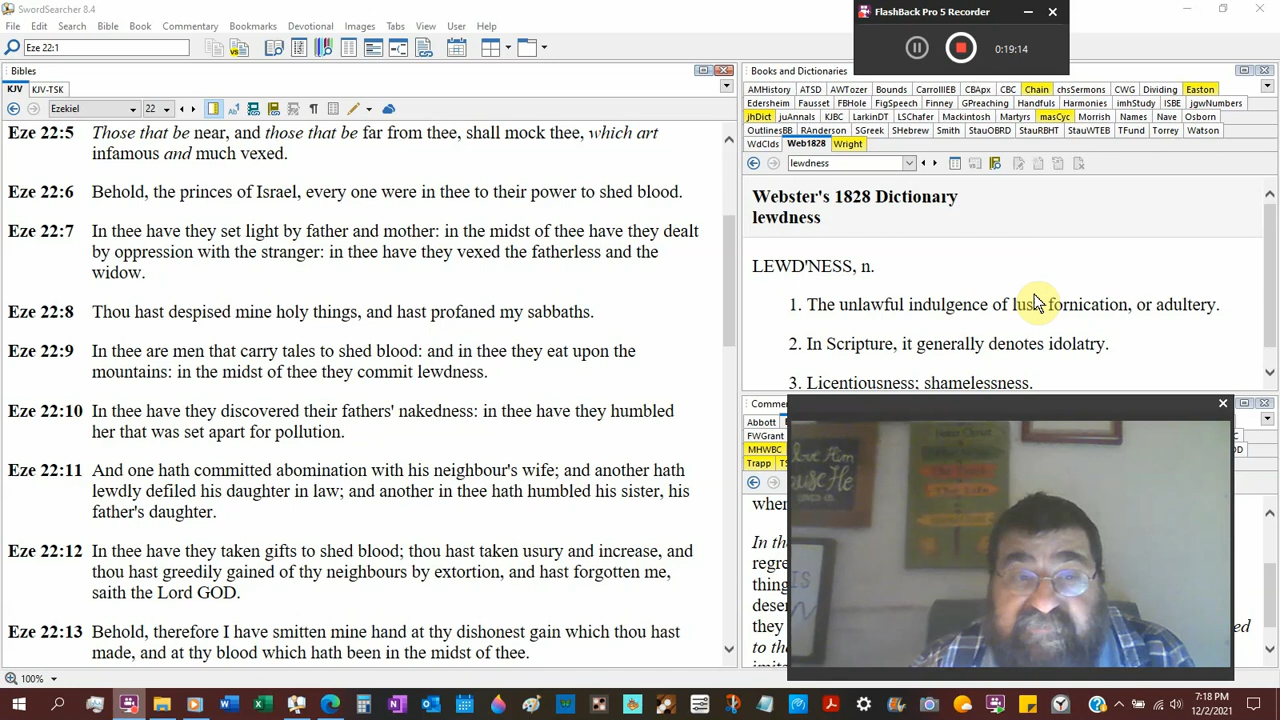 SwordSearcher 8.4
File Edit Search Bible Book Commentary Bookmarks Devotional Images Tabs View User Help
Eze 22:1
FlashBack Pro 5 Recorder
0:19:14
Bibles
KJV KJV-TSK
Ezekiel 22
Eze 22:5 Those that be near, and those that be far from thee, shall mock thee, which art
infamous and much vexed.
Eze 22:6 Behold, the princes of Israel, every one were in thee to their power to shed blood.
Eze 22:7 In thee have they set light by father and mother: in the midst of thee have they dealt
by oppression with the stranger: in thee have they vexed the fatherless and the
widow.
Eze 22:8 Thou hast despised mine holy things, and hast profaned my sabbaths.
Eze 22:9 In thee are men that carry tales to shed blood: and in thee they eat upon the
mountains: in the midst of thee they commit lewdness.
Eze 22:10 In thee have they discovered their fathers' nakedness: in thee have they humbled
her that was set apart for pollution.
Eze 22:11 And one hath committed abomination with his neighbour's wife; and another hath
lewdly defiled his daughter in law; and another in thee hath humbled his sister, his
father's daughter.
Eze 22:12 In thee have they taken gifts to shed blood; thou hast taken usury and increase, and
thou hast greedily gained of thy neighbours by extortion, and hast forgotten me,
saith the Lord GOD.
Eze 22:13 Behold, therefore I have smitten mine hand at thy dishonest gain which thou hast
made, and at thy blood which hath been in the midst of thee.
100%
Books and Dictionaries
AMHistory ATSD AWTozer Bounds CarrollEB CBApx CBC Chain chsSermons CWG Dividing Easton
Edersheim Fausset FBHole FigSpeech Finney GPreaching Handfuls Harmonies imhStudy ISBE jgwNumbers
jhDict juAnnals KJBC LarkinDT LSChafer Mackintosh Martyrs masCyc Morrish Names Nave Osborn
OutlinesBB RAnderson SGreek SHebrew Smith StauOBRD StauRBHT StauWTEB TFund Torrey Watson
WdClds Web1828 Wright
lewdness
Webster's 1828 Dictionary
lewdness
LEWD'NESS, n.
1. The unlawful indulgence of lust fornication, or adultery.
2. In Scripture, it generally denotes idolatry.
3. Licentiousness; shamelessness.
Comme
Abbott
FWGrant
MHWBC
Trapp
when
In th
regre
thing
deser
they
to the
7:18 PM
12/2/2021